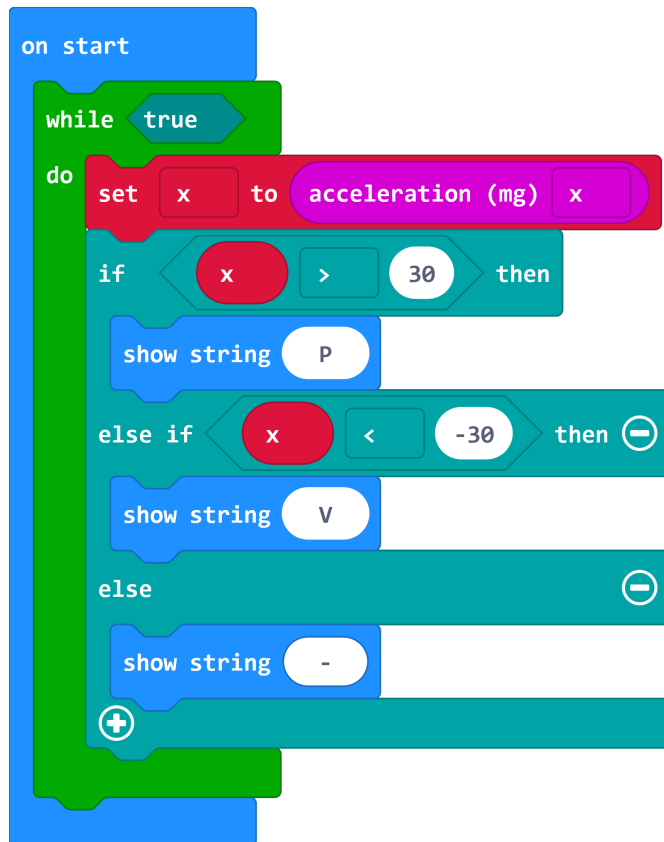 on start
while true
do
set x to acceleration (mg) x
if x > 30 then
show string P
else if x < -30 then
show string V
else
show string -